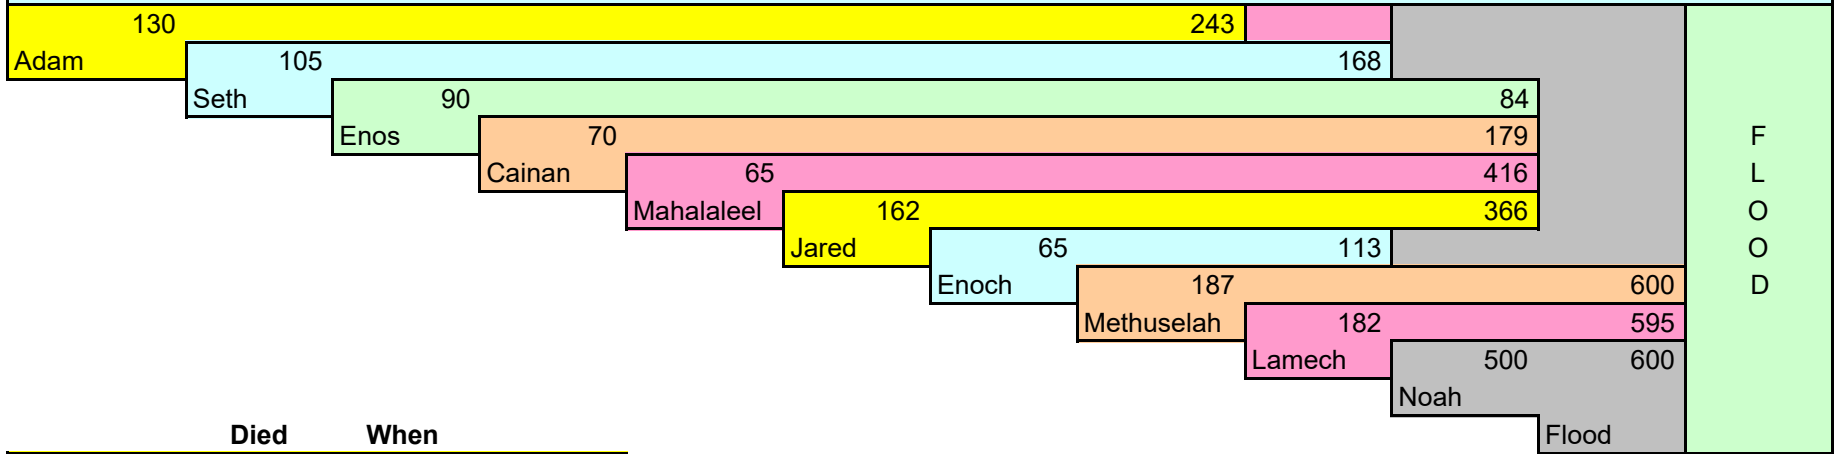 130 243
Adam 105 168
Seth 90 84
Enos 70 179 F
Cainan 65 416 L
Mahalaleel 162 366 O
Jared 65 113 O
Enoch 187 600 D
Methuselah 182 595
Lamech 500 600
Noah
Died When Flood